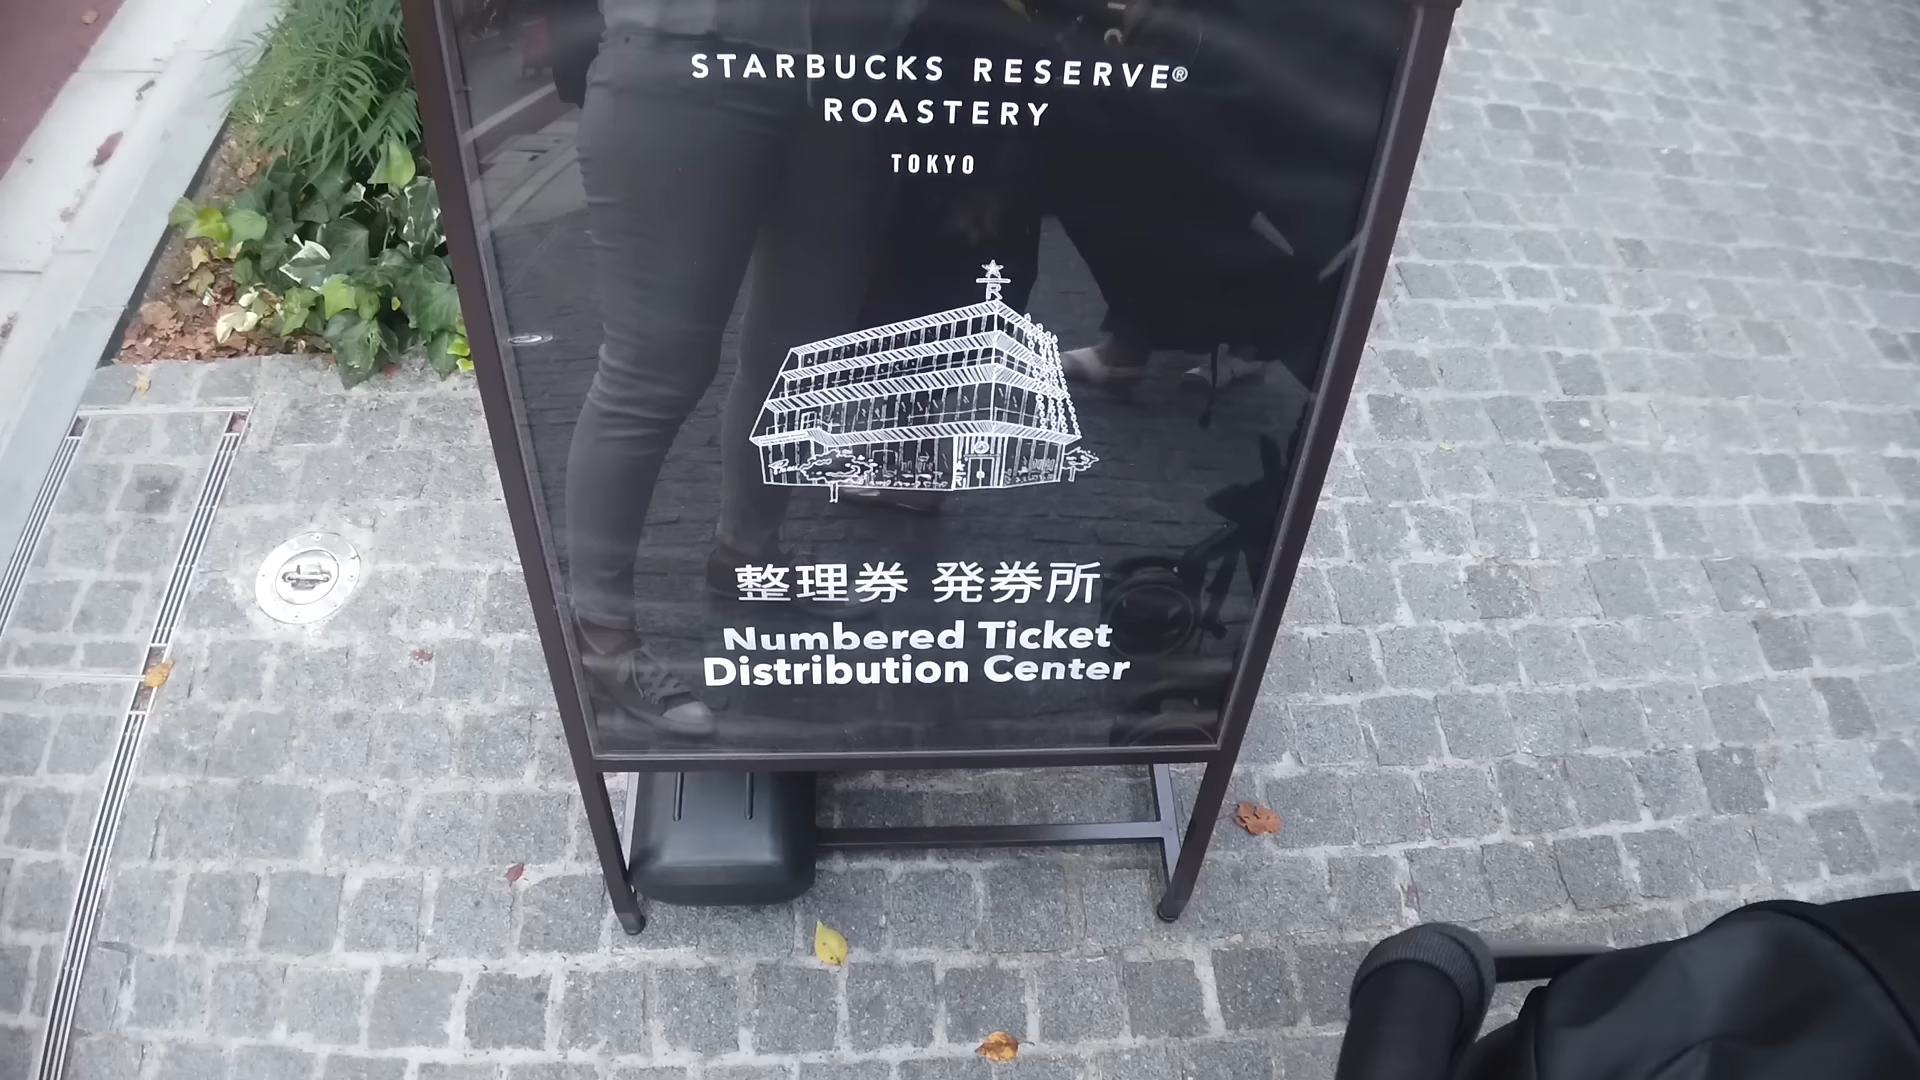 STARBUCKS RESERVE®
ROASTERY
TOKYO
R
整理券 発券所
Numbered Ticket
Distribution Center